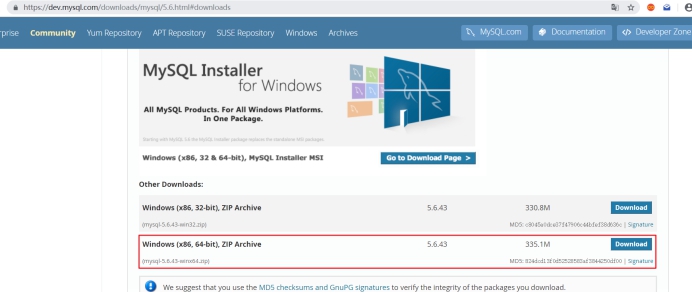 https://dev.mysql.com/downloads/mysql/5.6.html#downloads
rprise Community Yum Repository APT Repository SUSE Repository Windows Archives MySQL.com Documentation Developer Zone
MySQL Installer
for Windows
All MySQL Products. For All Windows Platforms.
In One Package.
Starting with MySQL 5.6 the MySQL Installer package replaces the standalone MSI packages.
Windows (x86, 32 & 64-bit), MySQL Installer MSI Go to Download Page >
Other Downloads:
Windows (x86, 32-bit), ZIP Archive 5.6.43 330.8M Download
(mysql-5.6.43-win32.zip) MD5: | Signature
Windows (x86, 64-bit), ZIP Archive 5.6.43 335.1M Download
(mysql-5.6.43-winx64.zip) MD5: | Signature
We suggest that you use the MD5 checksums and GnuPG signatures to verify the integrity of the packages you download.